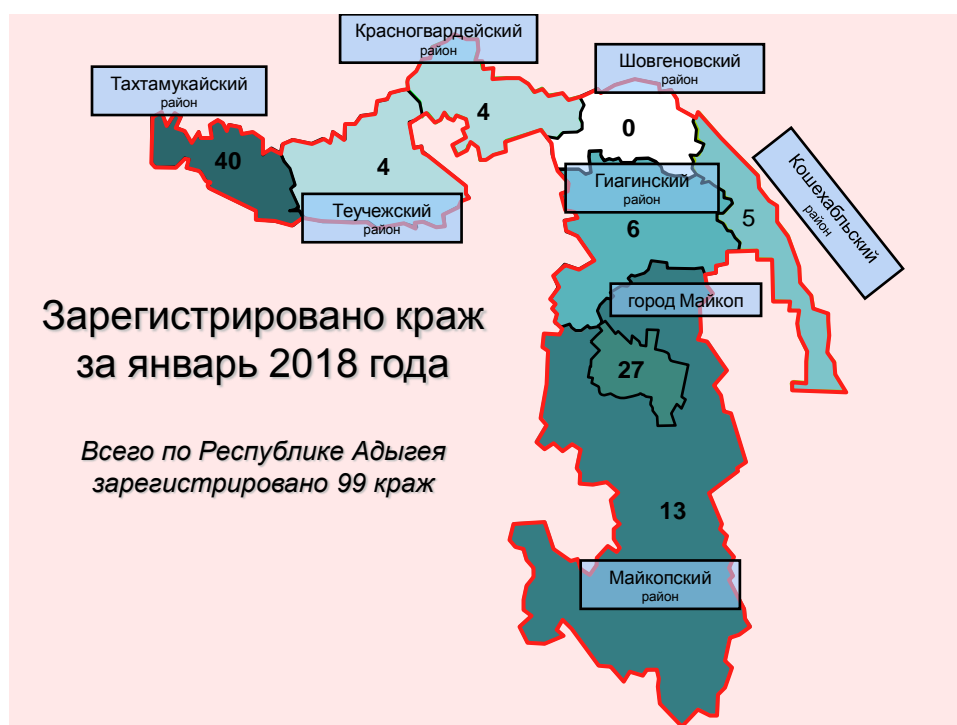 Красногвардейский
район
Шовгеновский
район
Тахтамукайский
район
4
0
40
4
Гиагинский
район
Кошехабльский
район
Теучежский
район
6
5
город Майкоп
Зарегистрировано краж
за январь 2018 года
27
Всего по Республике Адыгея
зарегистрировано 99 краж
13
Майкопский
район